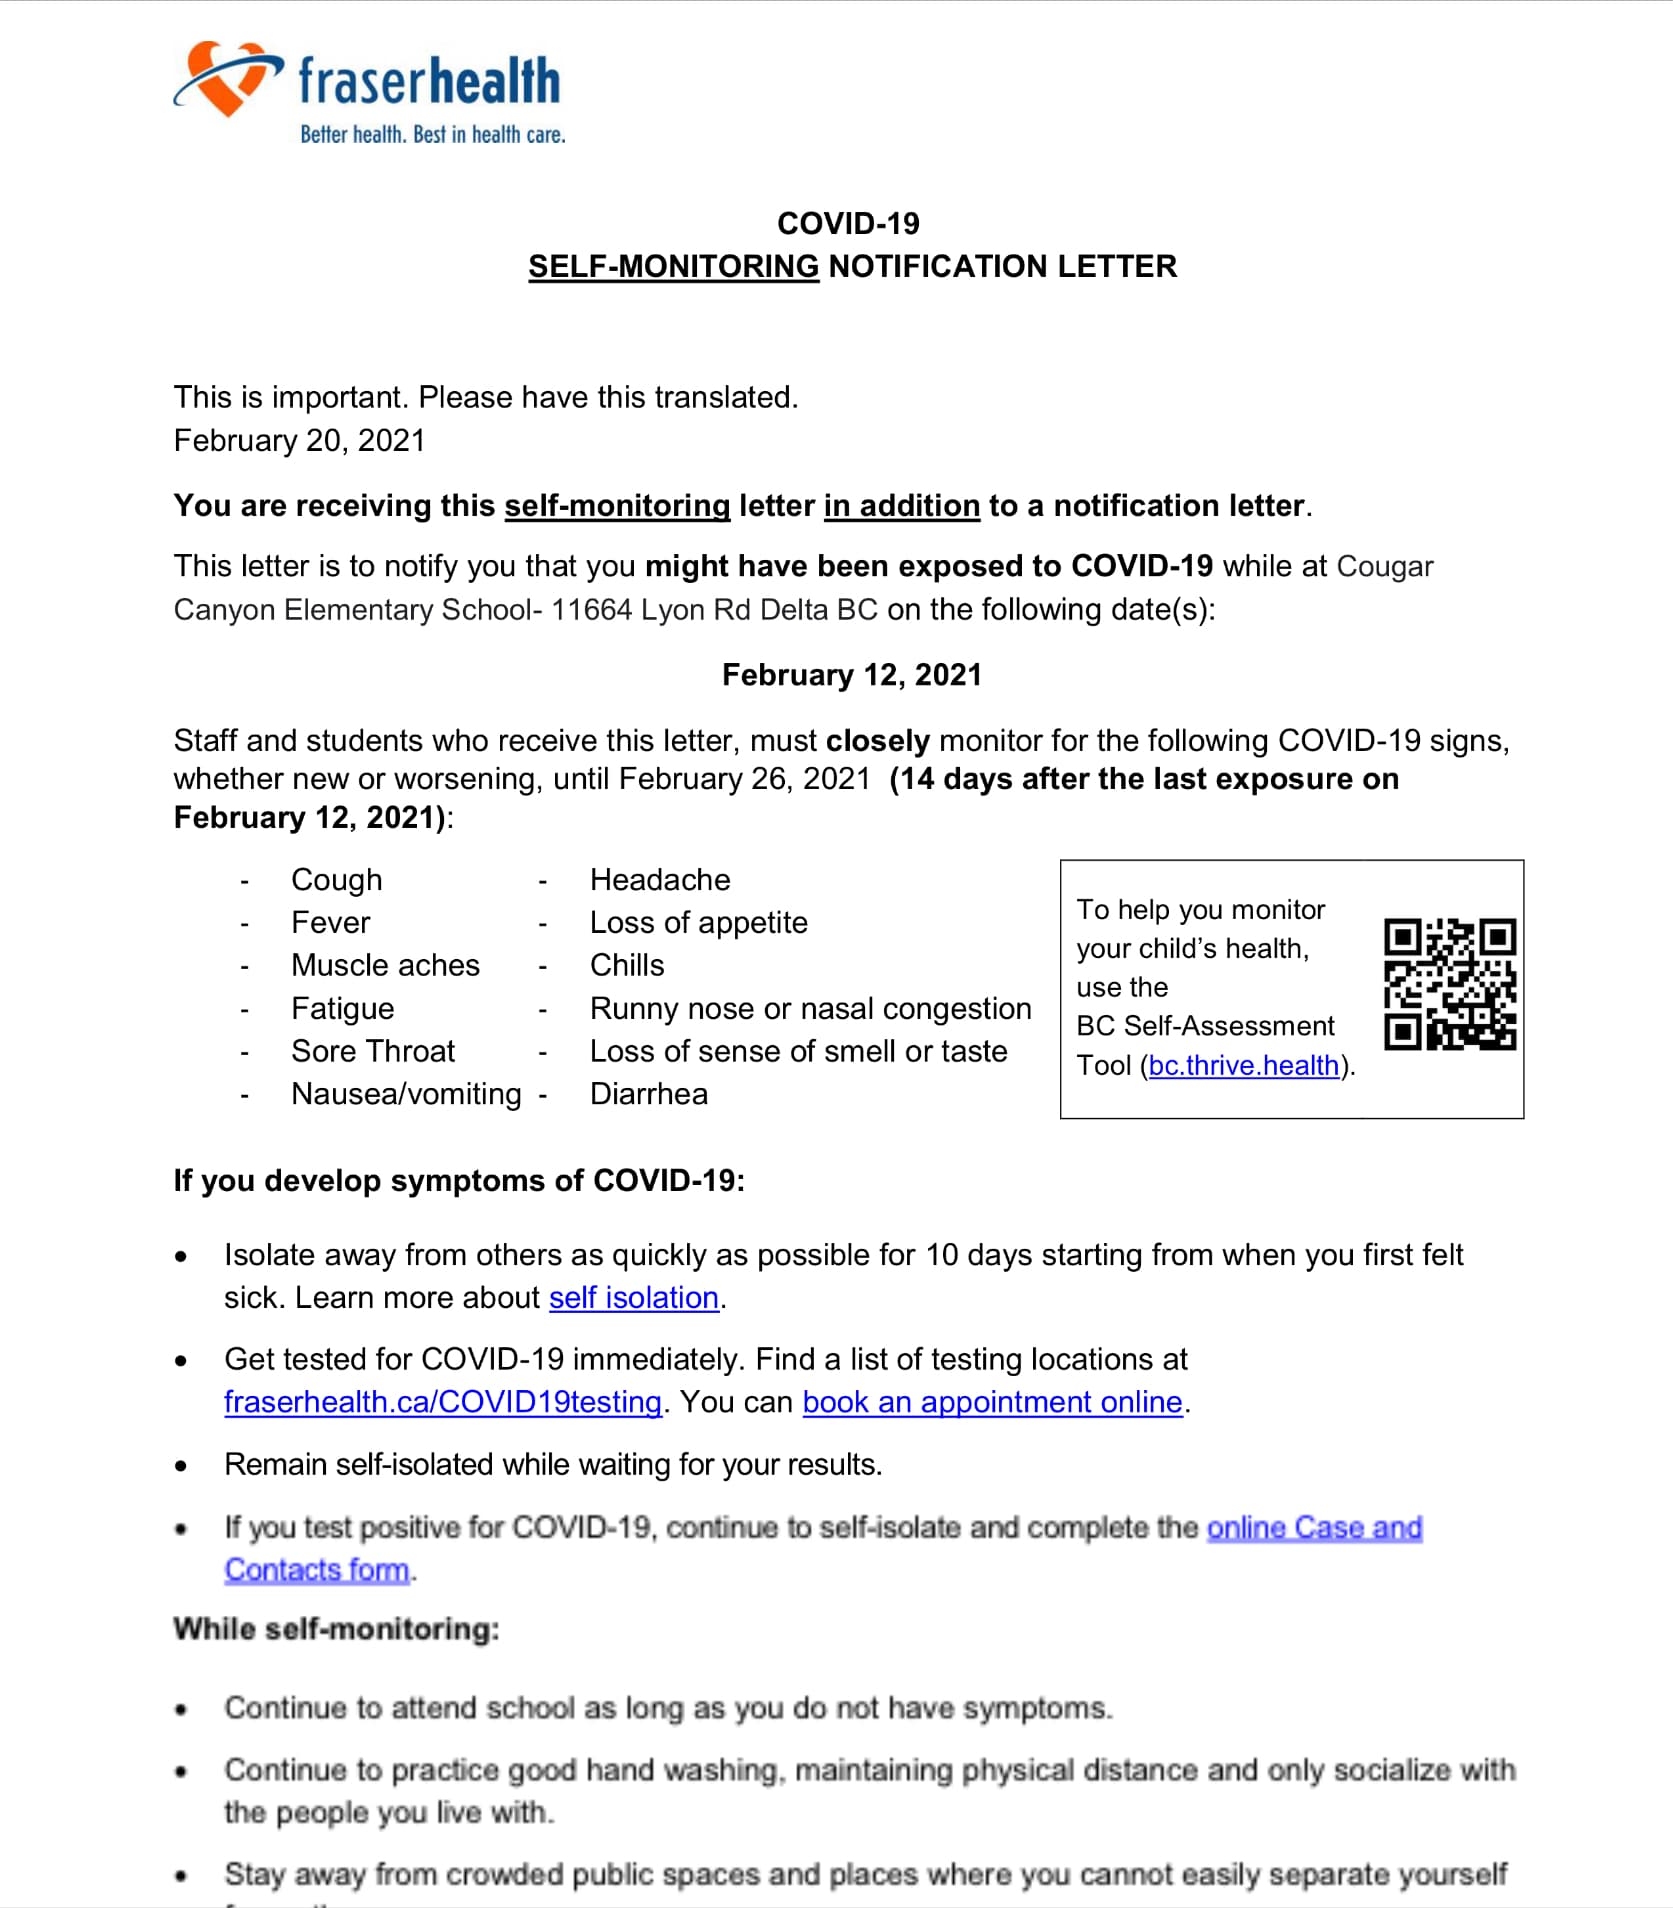 fraserhealth
Better health. Best in health care.
COVID-19
SELF-MONITORING NOTIFICATION LETTER
This is important. Please have this translated.
February 20, 2021
You are receiving this self-monitoring letter in addition to a notification letter.
This letter is to notify you that you might have been exposed to COVID-19 while at Cougar
Canyon Elementary School- 11664 Lyon Rd Delta BC on the following date(s):
February 12, 2021
Staff and students who receive this letter, must closely monitor for the following COVID-19 signs,
whether new or worsening, until February 26, 2021 (14 days after the last exposure on
February 12, 2021):
- Cough
- Fever
- Muscle aches
- Fatigue
- Sore Throat
- Nausea/vomiting
- Headache
- Loss of appetite
- Chills
- Runny nose or nasal congestion
- Loss of sense of smell or taste
- Diarrhea
To help you monitor
your child's health,
use the
BC Self-Assessment
Tool (bc.thrive.health).
If you develop symptoms of COVID-19:
• Isolate away from others as quickly as possible for 10 days starting from when you first felt
sick. Learn more about self isolation.
• Get tested for COVID-19 immediately. Find a list of testing locations at
fraserhealth.ca/COVID19testing. You can book an appointment online.
• Remain self-isolated while waiting for your results.
• If you test positive for COVID-19, continue to self-isolate and complete the online Case and
Contacts form.
While self-monitoring:
• Continue to attend school as long as you do not have symptoms.
• Continue to practice good hand washing, maintaining physical distance and only socialize with
the people you live with.
• Stay away from crowded public spaces and places where you cannot easily separate yourself